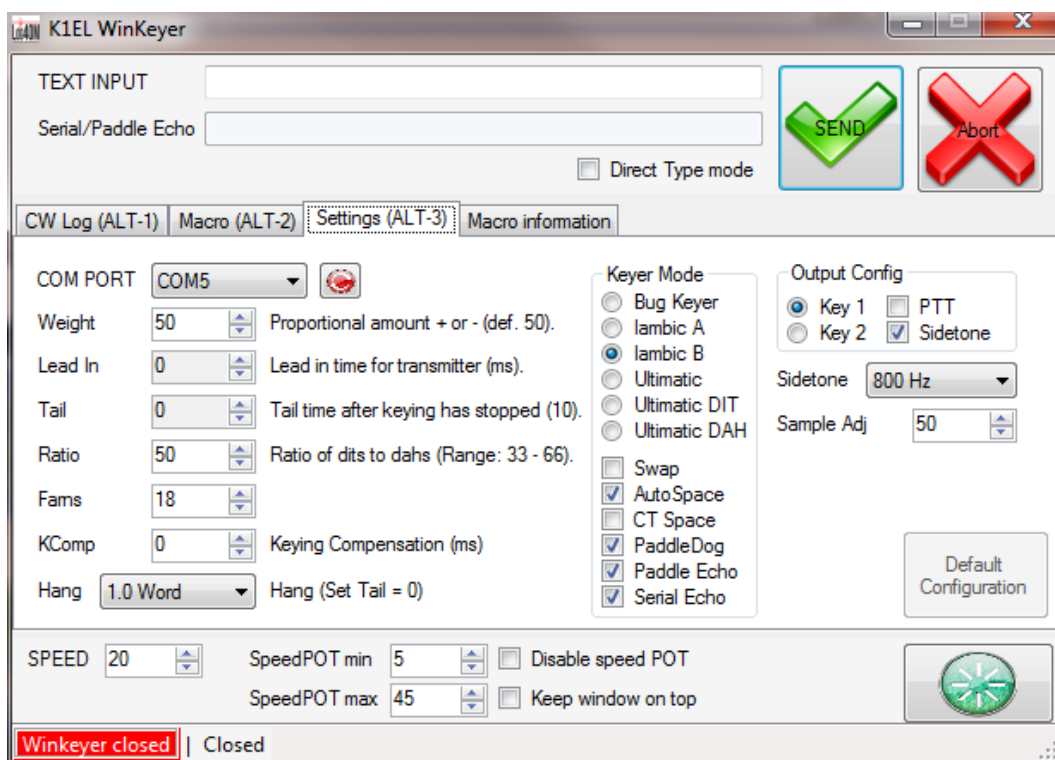 K1EL WinKeyer
TEXT INPUT
Serial/Paddle Echo
SEND
Abort
Direct Type mode
CW Log (ALT-1) Macro (ALT-2) Settings (ALT-3) Macro information
COM PORT COM5
Weight 50 Proportional amount + or - (def. 50).
Lead In 0 Lead in time for transmitter (ms).
Tail 0 Tail time after keying has stopped (10).
Ratio 50 Ratio of dits to dahs (Range: 33 - 66).
Farns 18
KComp 0 Keying Compensation (ms)
Hang 1.0 Word Hang (Set Tail = 0)
Keyer Mode
Bug Keyer
Iambic A
Iambic B
Ultimatic
Ultimatic DIT
Ultimatic DAH
Swap
AutoSpace
CT Space
PaddleDog
Paddle Echo
Serial Echo
Output Config
Key 1 PTT
Key 2 Sidetone
Sidetone 800 Hz
Sample Adj 50
Default
Configuration
SPEED 20 SpeedPOT min 5 Disable speed POT
SpeedPOT max 45 Keep window on top
Winkeyer closed | Closed